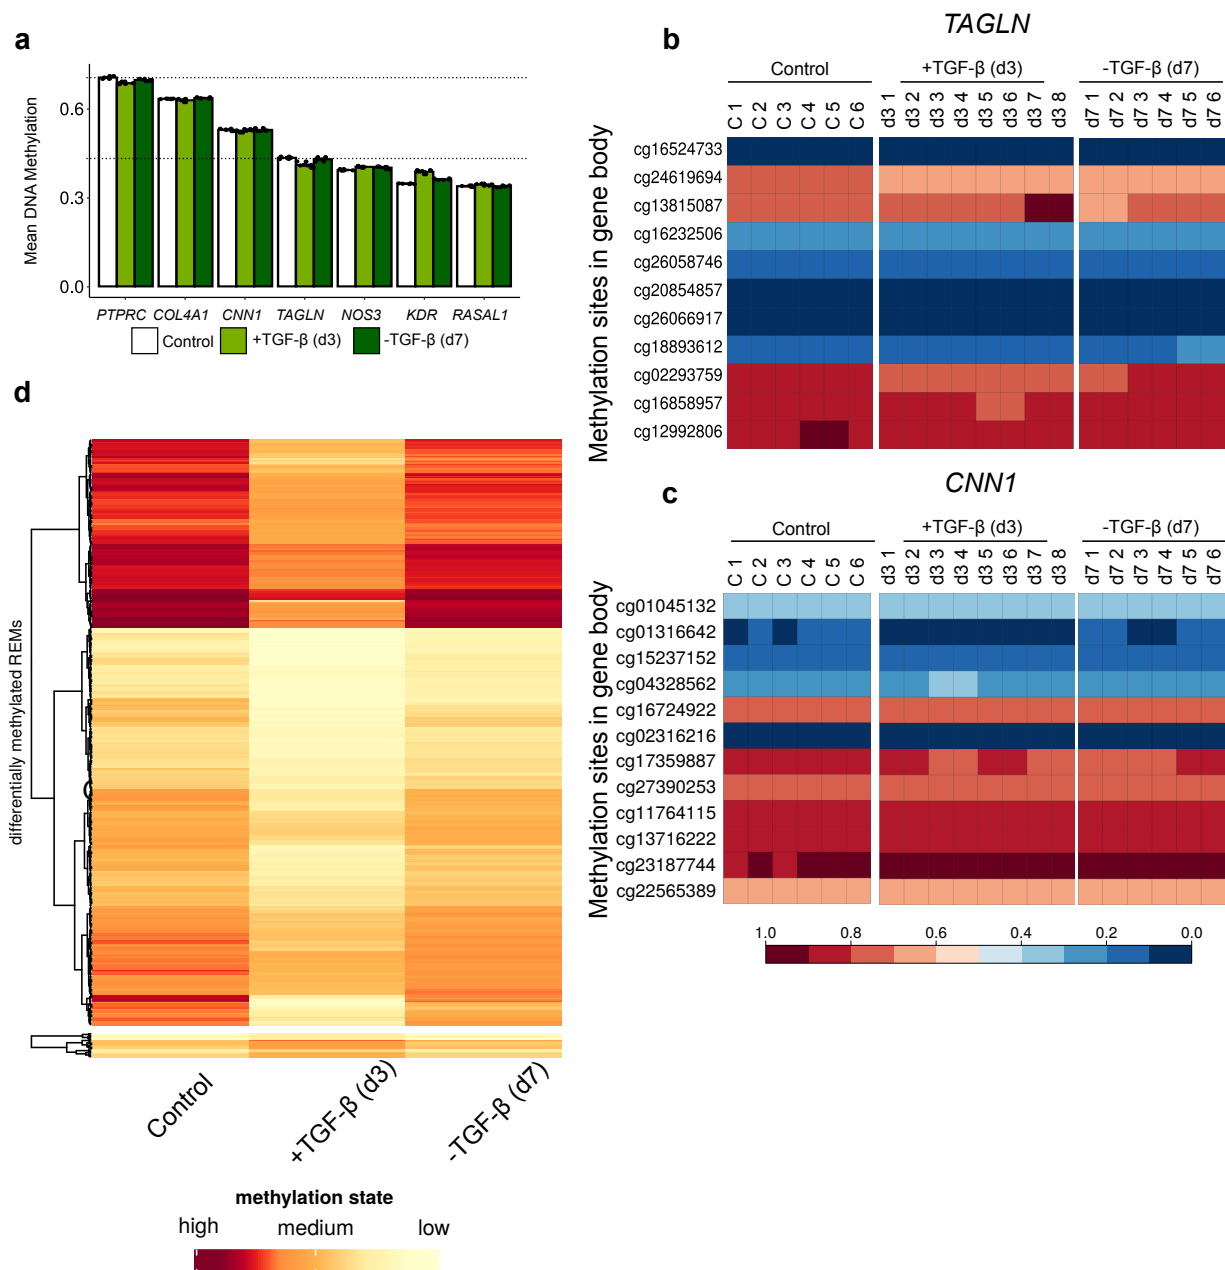 a
Mean DNA Methylation
0.6
0.3
0.0
PTPRC COL4A1 CNN1 TAGLN NOS3 KDR RASAL1
Control +TGF-β (d3) -TGF-β (d7)
b
TAGLN
Control +TGF-β (d3) -TGF-β (d7)
C 1 C 2 C 3 C 4 C 5 C 6 d3 1 d3 2 d3 3 d3 4 d3 5 d3 6 d3 7 d3 8 d7 1 d7 2 d7 3 d7 4 d7 5 d7 6
Methylation sites in gene body
cg16524733
cg24619694
cg13815087
cg16232506
cg26058746
cg20854857
cg26066917
cg18893612
cg02293759
cg16858957
cg12992806
c
CNN1
Control +TGF-β (d3) -TGF-β (d7)
C 1 C 2 C 3 C 4 C 5 C 6 d3 1 d3 2 d3 3 d3 4 d3 5 d3 6 d3 7 d3 8 d7 1 d7 2 d7 3 d7 4 d7 5 d7 6
Methylation sites in gene body
cg01045132
cg01316642
cg15237152
cg04328562
cg16724922
cg02316216
cg17359887
cg27390253
cg11764115
cg13716222
cg23187744
cg22565389
1.0 0.8 0.6 0.4 0.2 0.0
d
differentially methylated REMs
Control
+TGF-β (d3)
-TGF-β (d7)
methylation state
high medium low